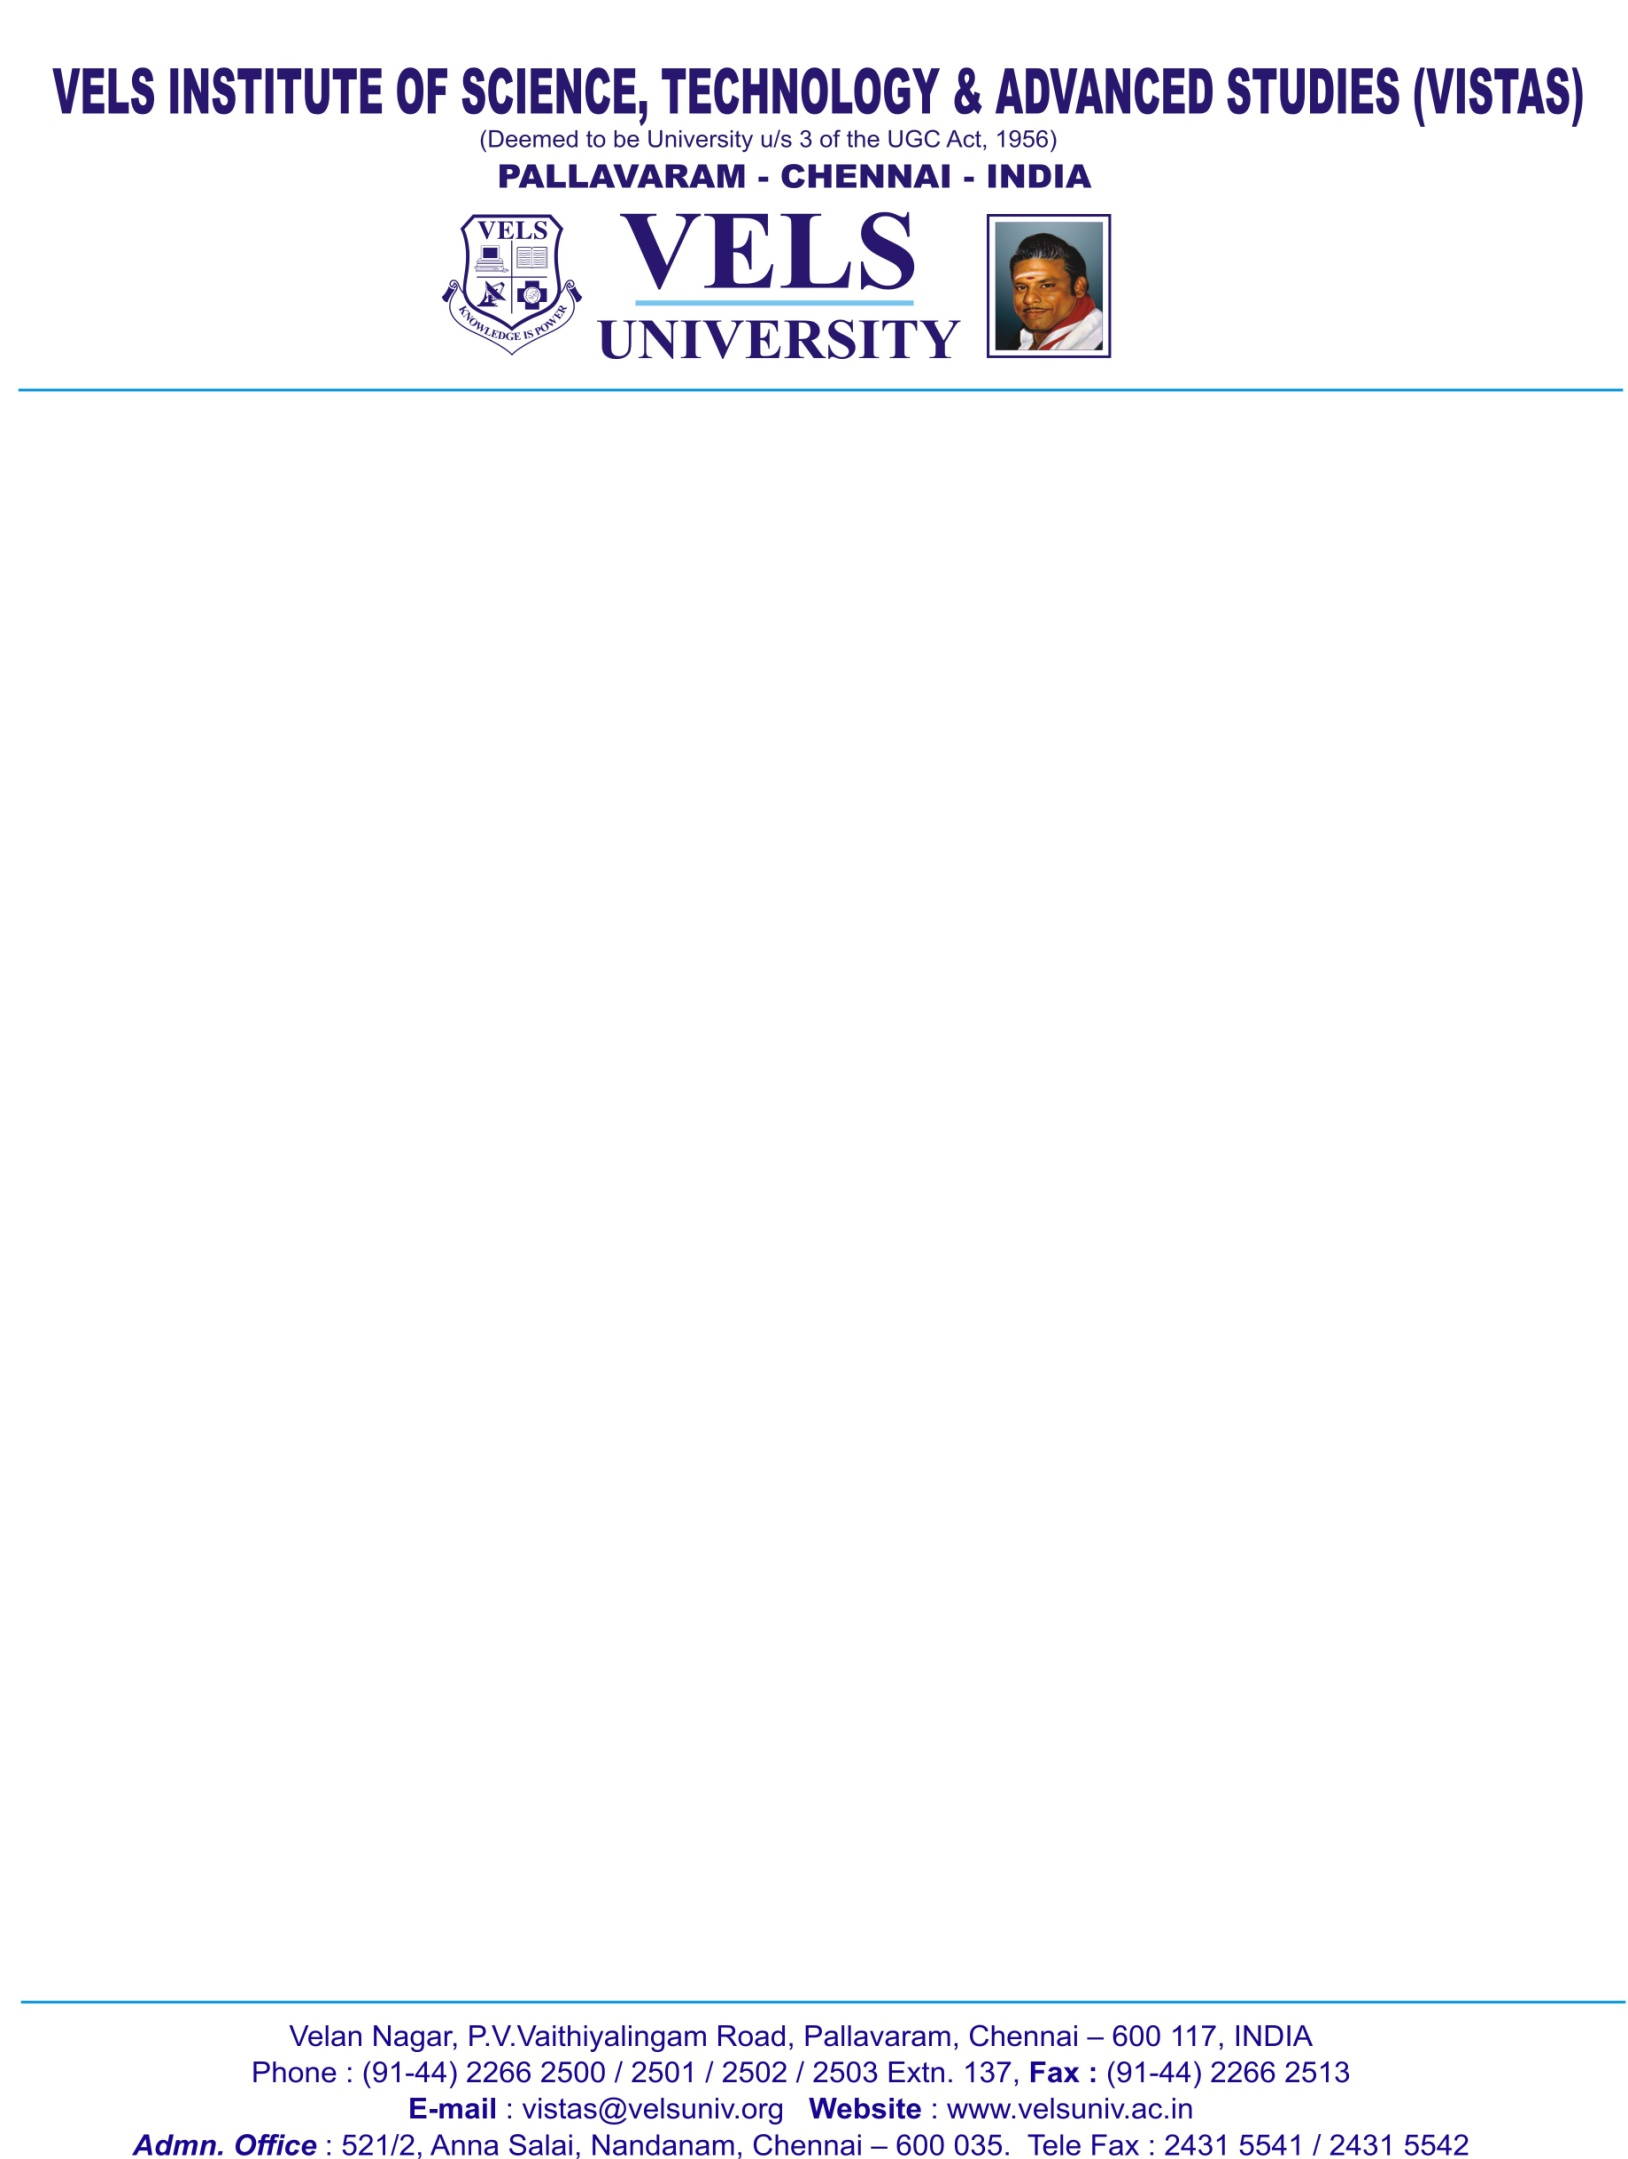 VELS INSTITUTE OF SCIENCE, TECHNOLOGY & ADVANCED STUDIES (VISTAS)
(Deemed to be University u/s 3 of the UGC Act, 1956)
PALLAVARAM - CHENNAI - INDIA
VELS
KNOWLEDGE IS POWER
VELS
UNIVERSITY
Velan Nagar, P.V.Vaithiyalingam Road, Pallavaram, Chennai – 600 117, INDIA
Phone : (91-44) 2266 2500 / 2501 / 2502 / 2503 Extn. 137, Fax : (91-44) 2266 2513
E-mail : vistas@velsuniv.org Website : www.velsuniv.ac.in
Admn. Office : 521/2, Anna Salai, Nandanam, Chennai – 600 035. Tele Fax : 2431 5541 / 2431 5542